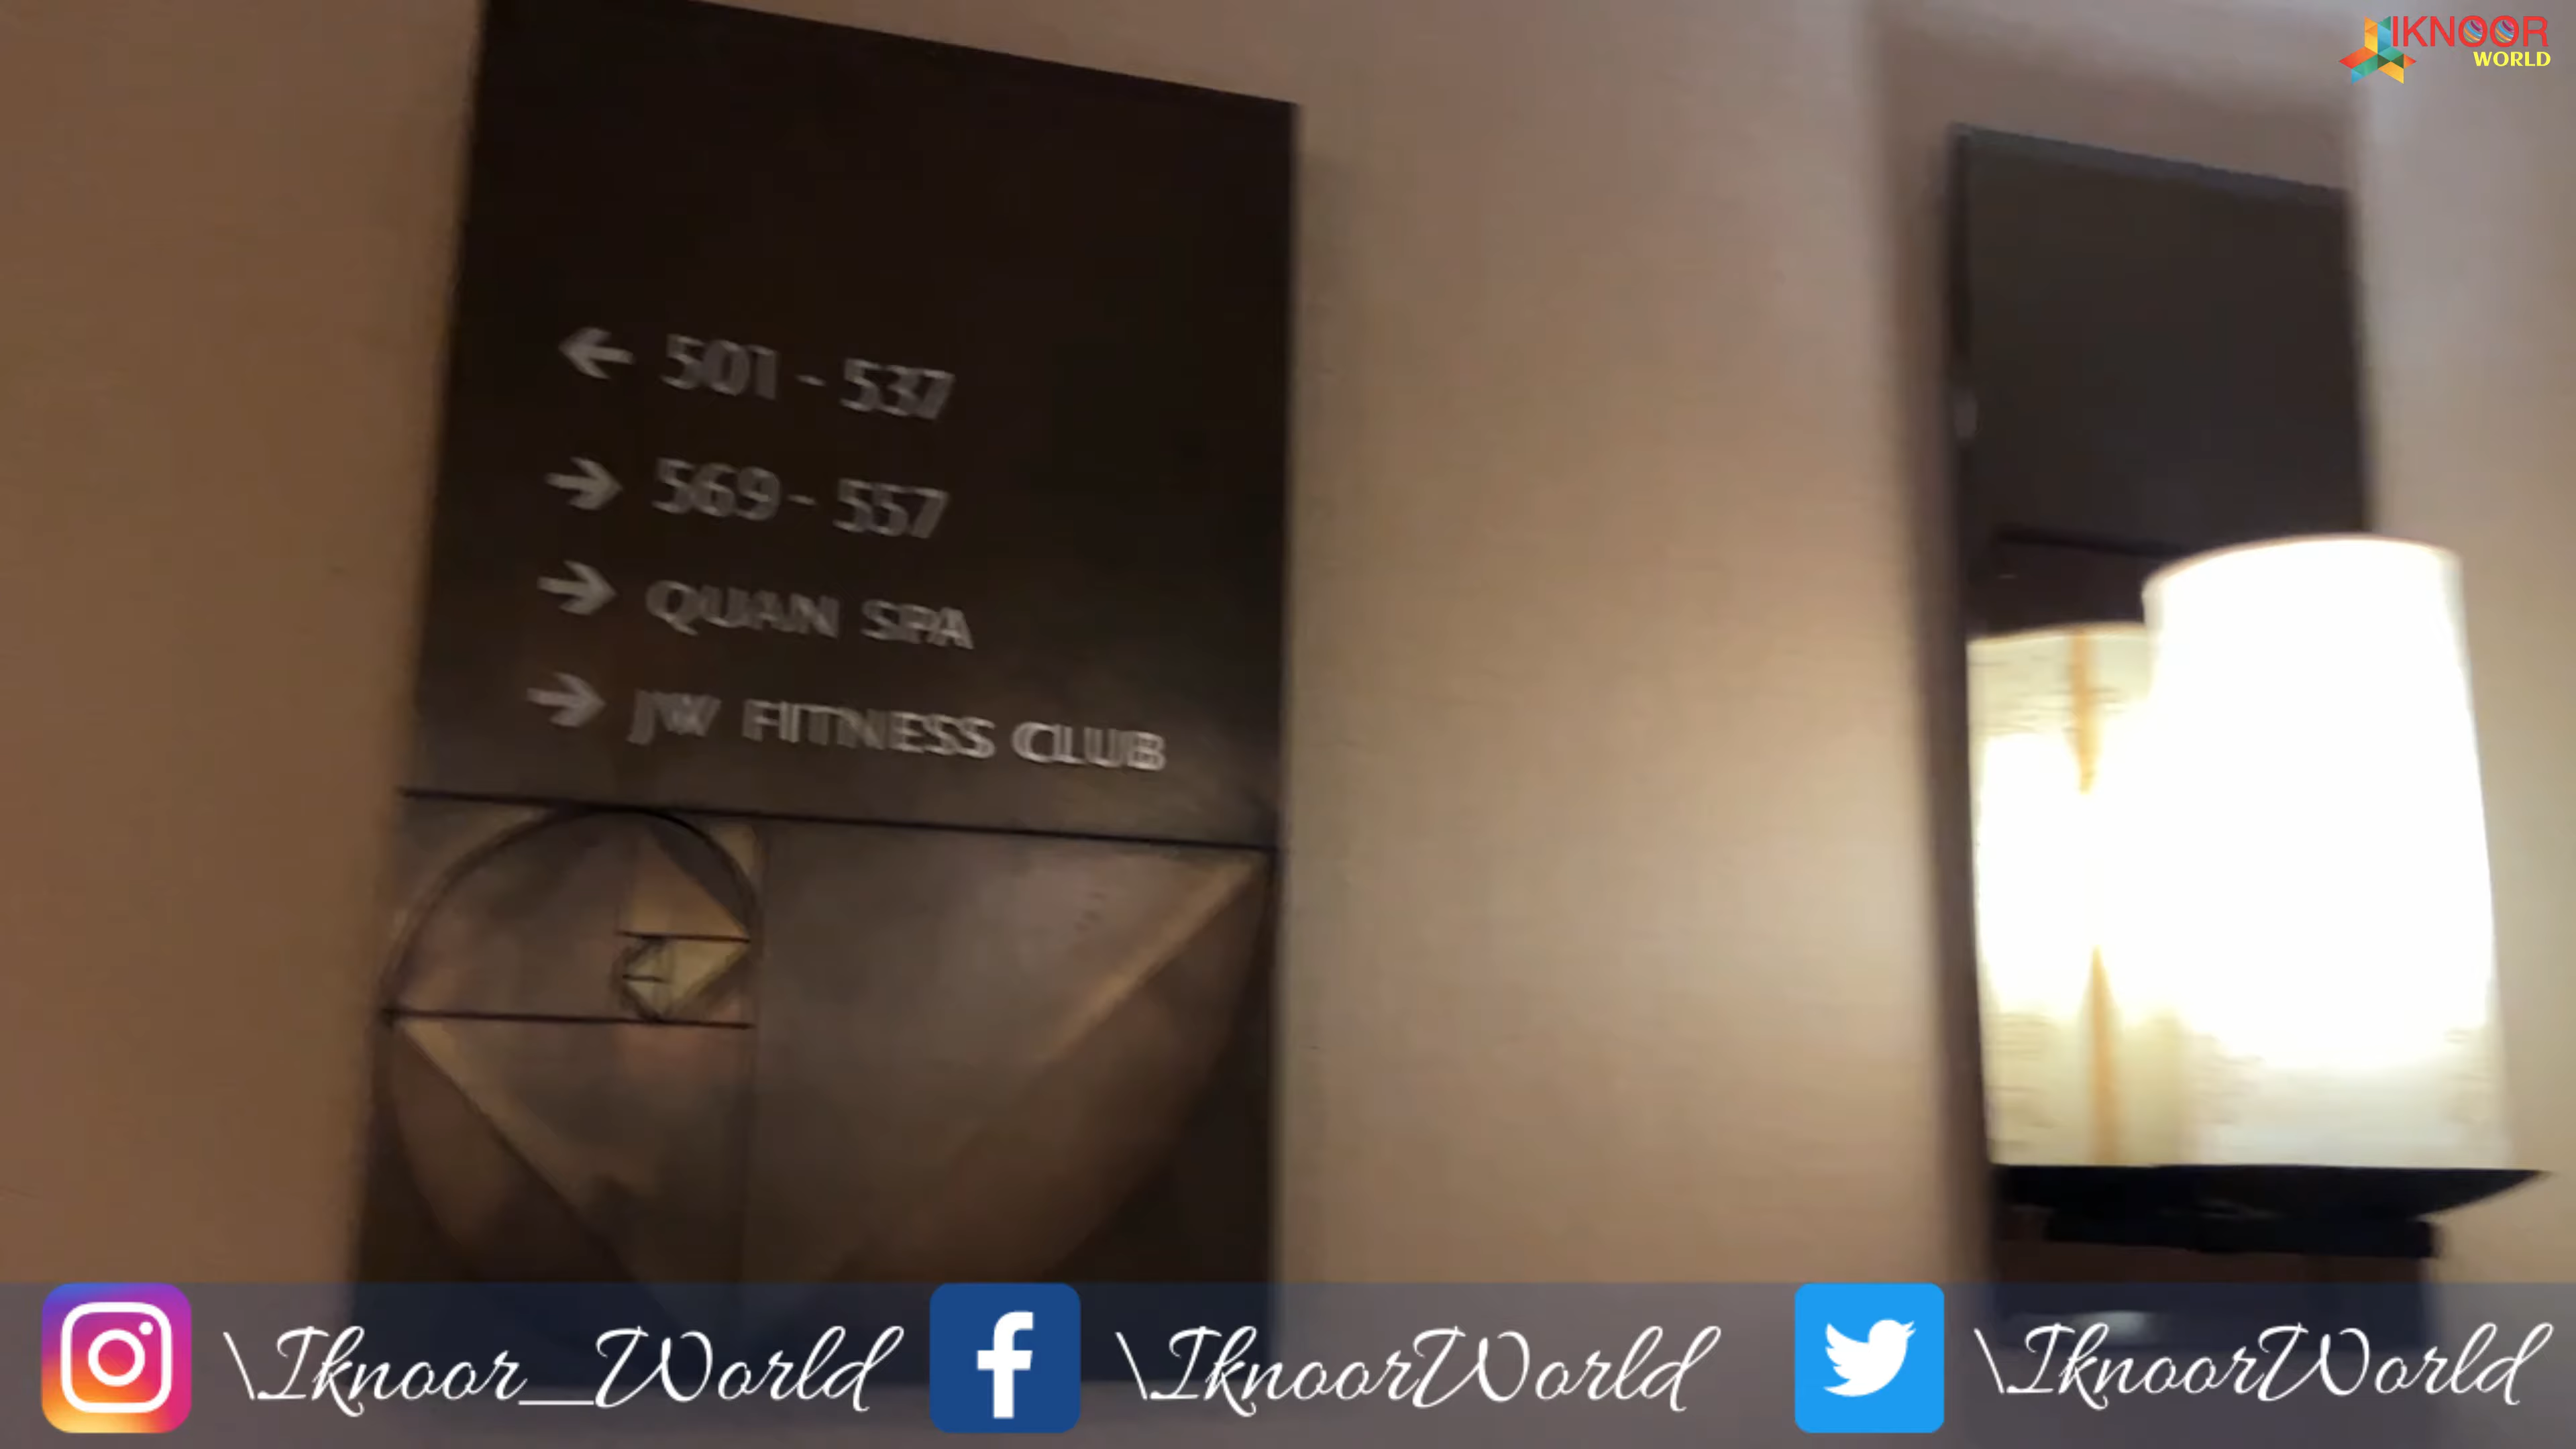 IKNOOR
WORLD
← 501 - 537
→ 569 - 557
→ QUAN SPA
→ JW FITNESS CLUB
\Iknoor_World
\IknoorWorld
\IknoorWorld